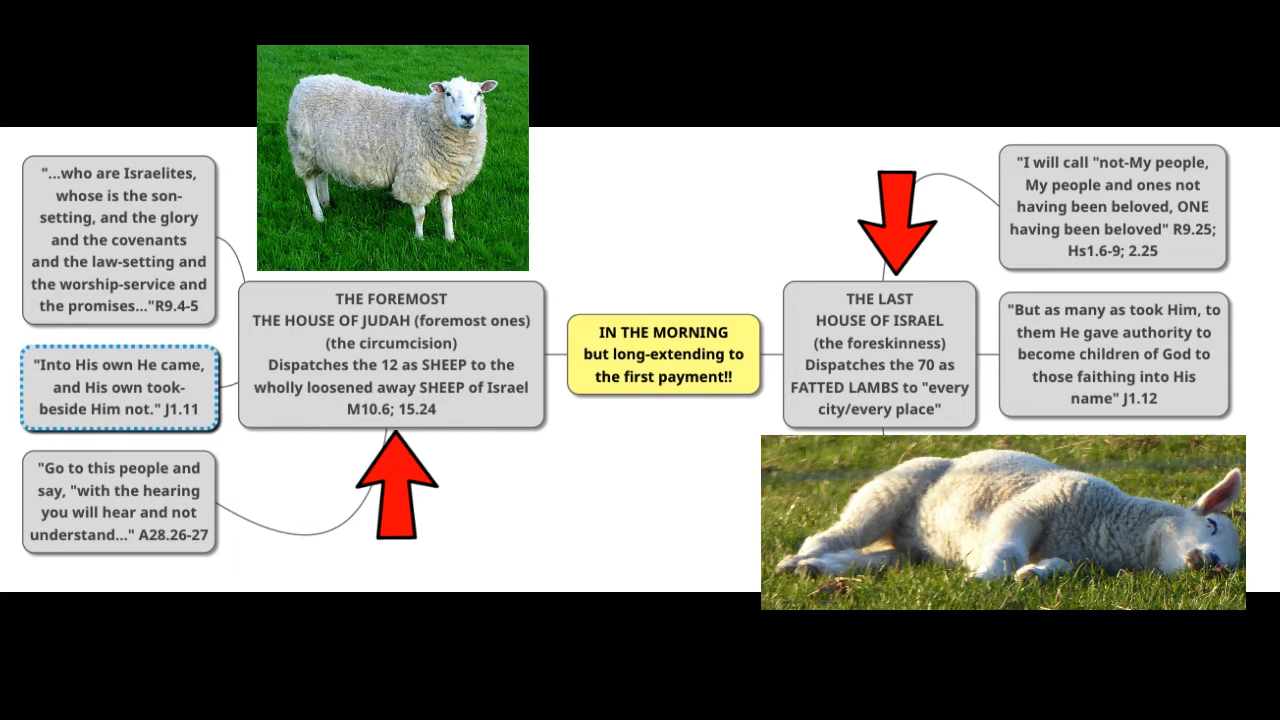 "...who are Israelites,
whose is the son-
setting, and the glory
and the covenants
and the law-setting and
the worship-service and
the promises..."R9.4-5
"Into His own He came,
and His own took-
beside Him not." J1.11
"Go to this people and
say, "with the hearing
you will hear and not
understand..." A28.26-27
THE FOREMOST
THE HOUSE OF JUDAH (foremost ones)
(the circumcision)
Dispatches the 12 as SHEEP to the
wholly loosened away SHEEP of Israel
M10.6; 15.24
IN THE MORNING
but long-extending to
the first payment!!
THE LAST
HOUSE OF ISRAEL
(the foreskinness)
Dispatches the 70 as
FATTED LAMBS to "every
city/every place"
"I will call "not-My people,
My people and ones not
having been beloved, ONE
having been beloved" R9.25;
Hs1.6-9; 2.25
"But as many as took Him, to
them He gave authority to
become children of God to
those faithing into His
name" J1.12